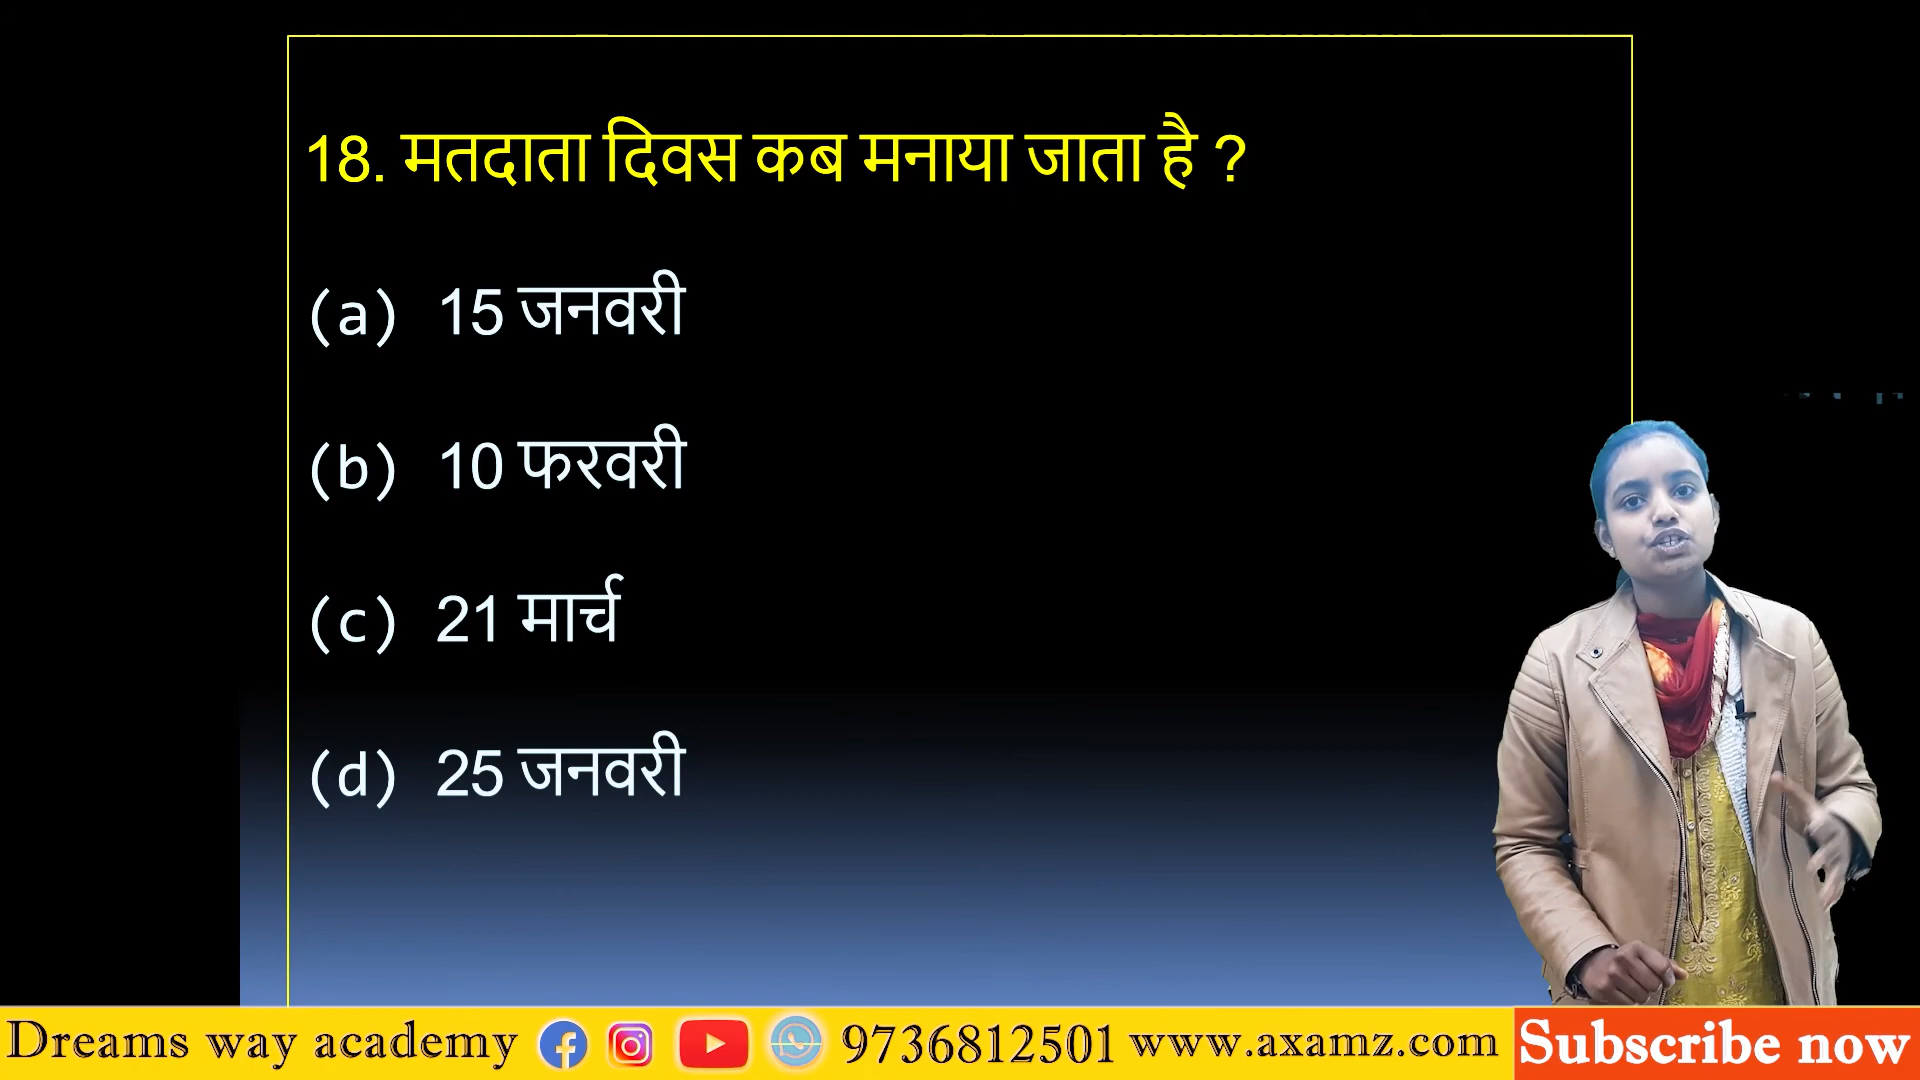 18. मतदाता दिवस कब मनाया जाता है ?
(a) 15 जनवरी
(b) 10 फरवरी
(c) 21 मार्च
(d) 25 जनवरी
Dreams way academy 9736812501 www.axamz.com Subscribe now